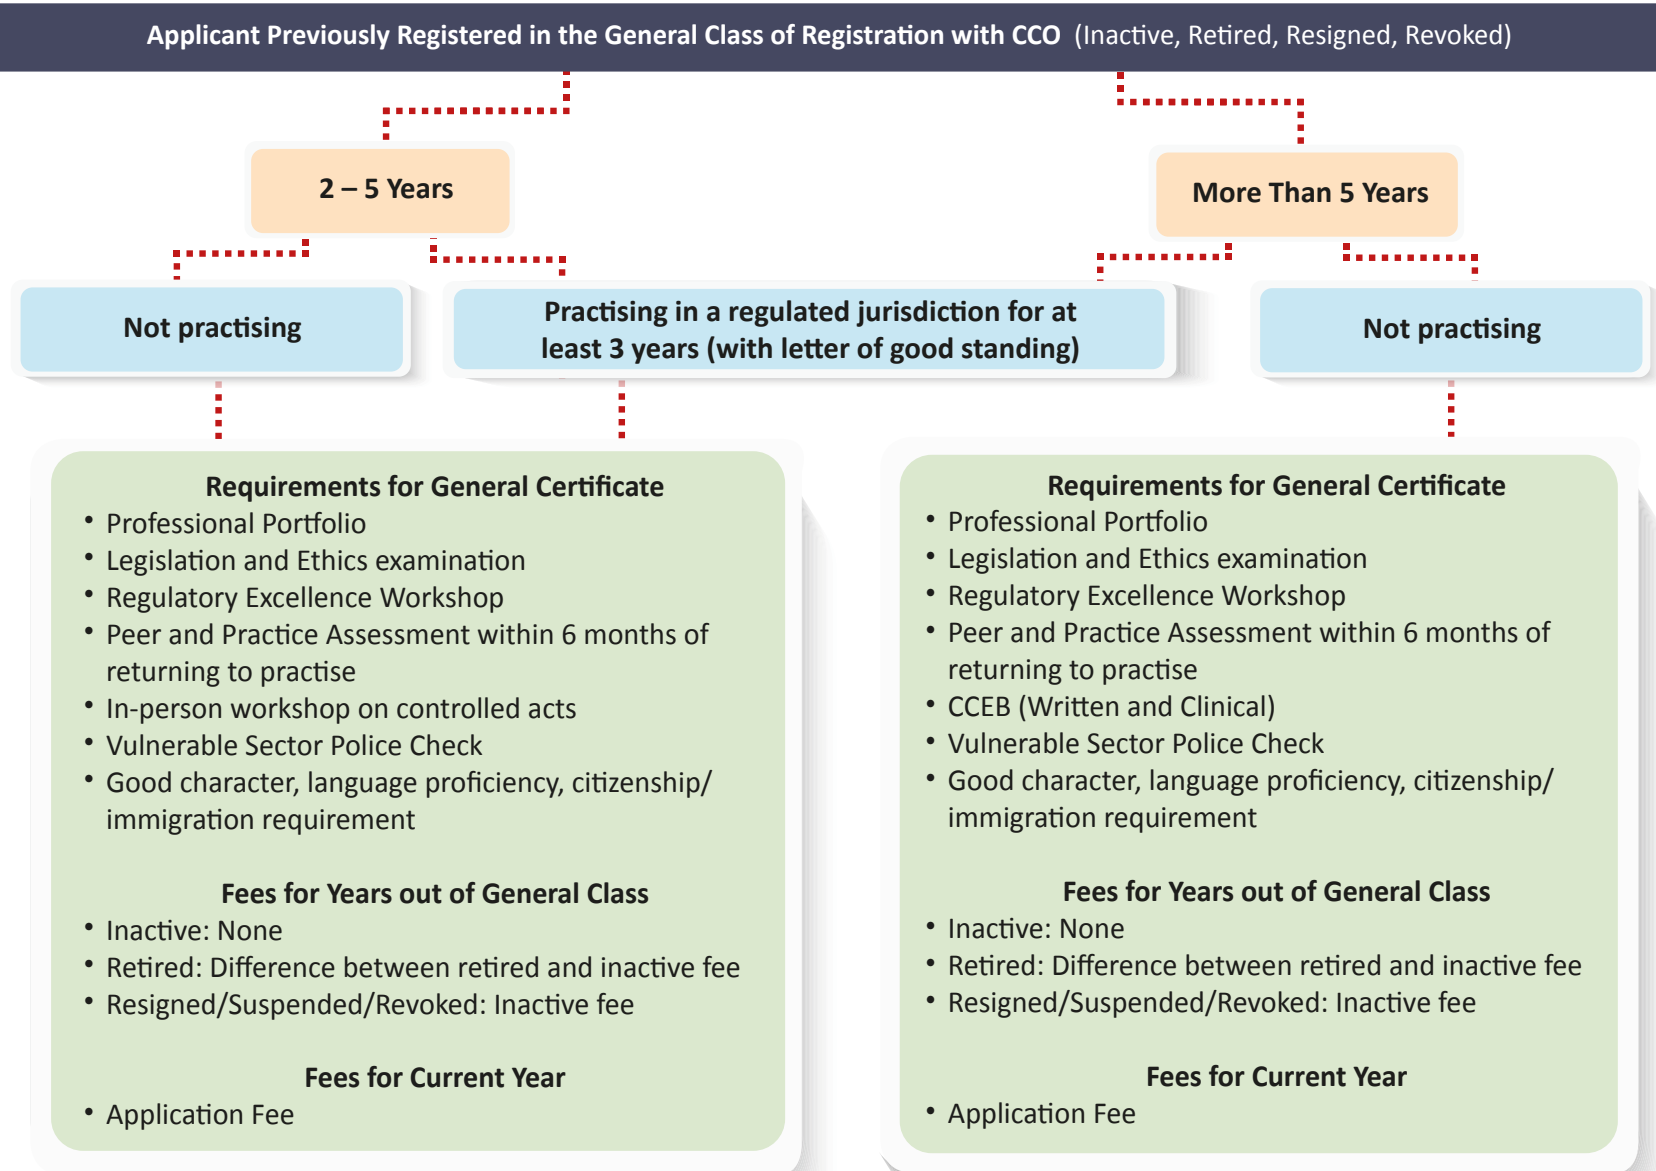 Applicant Previously Registered in the General Class of Registration with CCO (Inactive, Retired, Resigned, Revoked)
2 – 5 Years
More Than 5 Years
Not practising
Practising in a regulated jurisdiction for at
least 3 years (with letter of good standing)
Not practising
Requirements for General Certificate
• Professional Portfolio
• Legislation and Ethics examination
• Regulatory Excellence Workshop
• Peer and Practice Assessment within 6 months of
returning to practise
• In-person workshop on controlled acts
• Vulnerable Sector Police Check
• Good character, language proficiency, citizenship/
immigration requirement
Fees for Years out of General Class
• Inactive: None
• Retired: Difference between retired and inactive fee
• Resigned/Suspended/Revoked: Inactive fee
Fees for Current Year
• Application Fee
Requirements for General Certificate
• Professional Portfolio
• Legislation and Ethics examination
• Regulatory Excellence Workshop
• Peer and Practice Assessment within 6 months of
returning to practise
• CCEB (Written and Clinical)
• Vulnerable Sector Police Check
• Good character, language proficiency, citizenship/
immigration requirement
Fees for Years out of General Class
• Inactive: None
• Retired: Difference between retired and inactive fee
• Resigned/Suspended/Revoked: Inactive fee
Fees for Current Year
• Application Fee